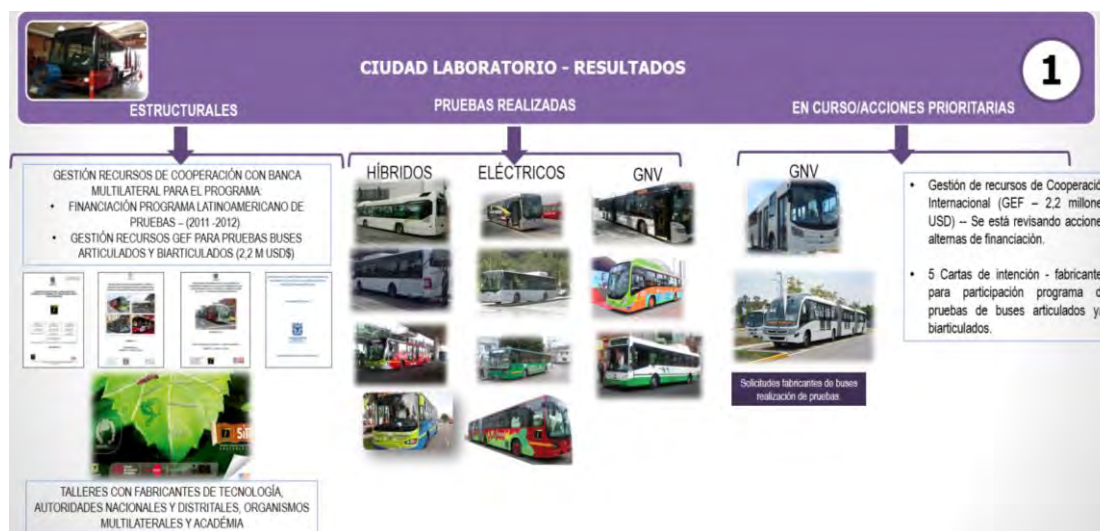 CIUDAD LABORATORIO - RESULTADOS
1
ESTRUCTURALES
PRUEBAS REALIZADAS
EN CURSO/ACCIONES PRIORITARIAS
GESTIÓN RECURSOS DE COOPERACIÓN CON BANCA
MULTILATERAL PARA EL PROGRAMA:
• FINANCIACIÓN PROGRAMA LATINOAMERICANO DE
PRUEBAS – (2011 -2012)
• GESTIÓN RECURSOS GEF PARA PRUEBAS BUSES
ARTICULADOS Y BIARTICULADOS (2,2 M USD$)
TALLERES CON FABRICANTES DE TECNOLOGÍA,
AUTORIDADES NACIONALES Y DISTRITALES, ORGANISMOS
MULTILATERALES Y ACADÉMIA
HÍBRIDOS
ELÉCTRICOS
GNV
GNV
Solicitudes fabricantes de buses
realización de pruebas.
• Gestión de recursos de Cooperació
Internacional (GEF – 2,2 millone
USD) -- Se está revisando accione
alternas de financiación.
• 5 Cartas de intención - fabricante
para participación programa d
pruebas de buses articulados y
biarticulados.